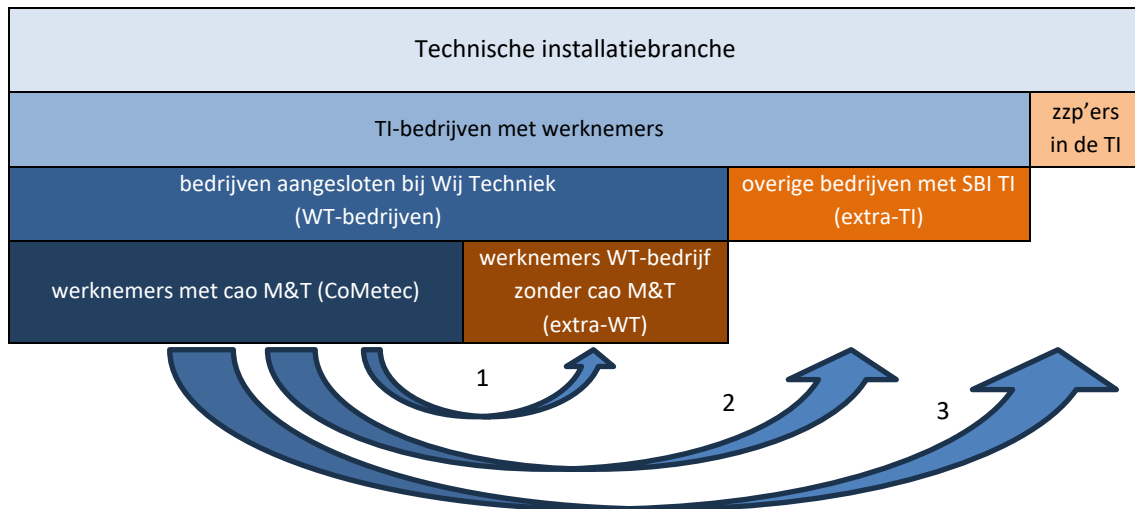 Technische installatiebranche
TI-bedrijven met werknemers
zzp’ers
in de TI
bedrijven aangesloten bij Wij Techniek
(WT-bedrijven)
overige bedrijven met SBI TI
(extra-TI)
werknemers met cao M&T (CoMetec)
werknemers WT-bedrijf
zonder cao M&T
(extra-WT)
1
2
3